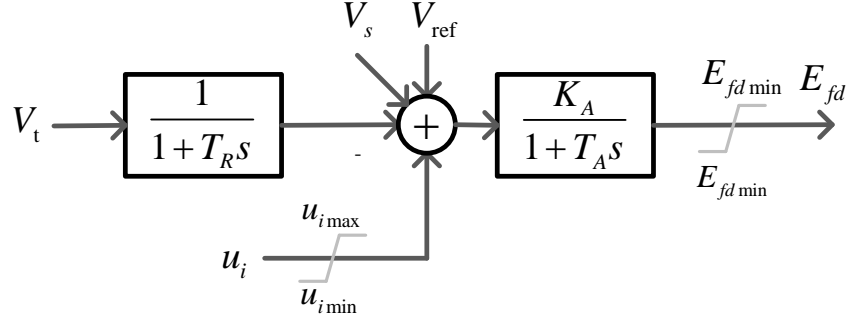 V_s V_ref
V_t 1 / (1 + T_R s) + K_A / (1 + T_A s) E_fd min E_fd
-
E_fd min
u_i max
u_i
u_i min